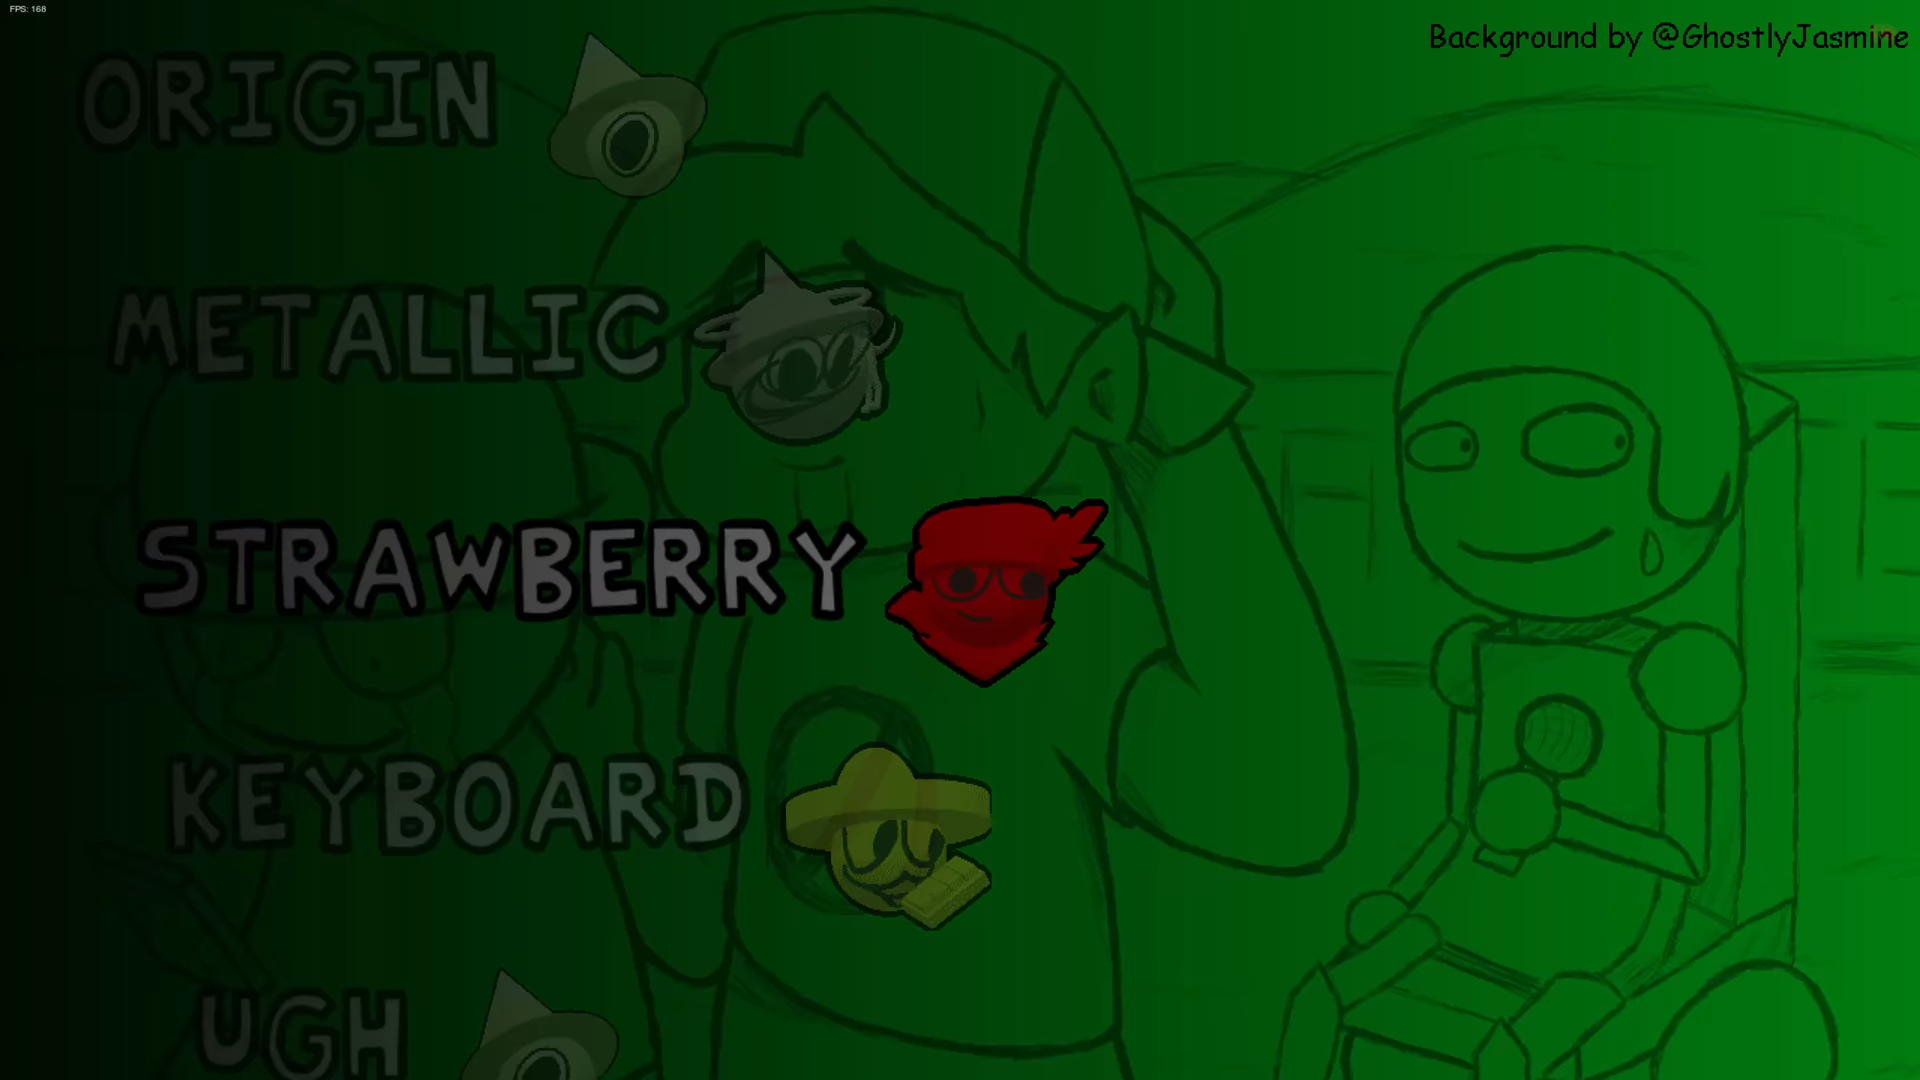 FPS: 168
Background by @GhostlyJasmine
ORIGIN
METALLIC
STRAWBERRY
KEYBOARD
UGH